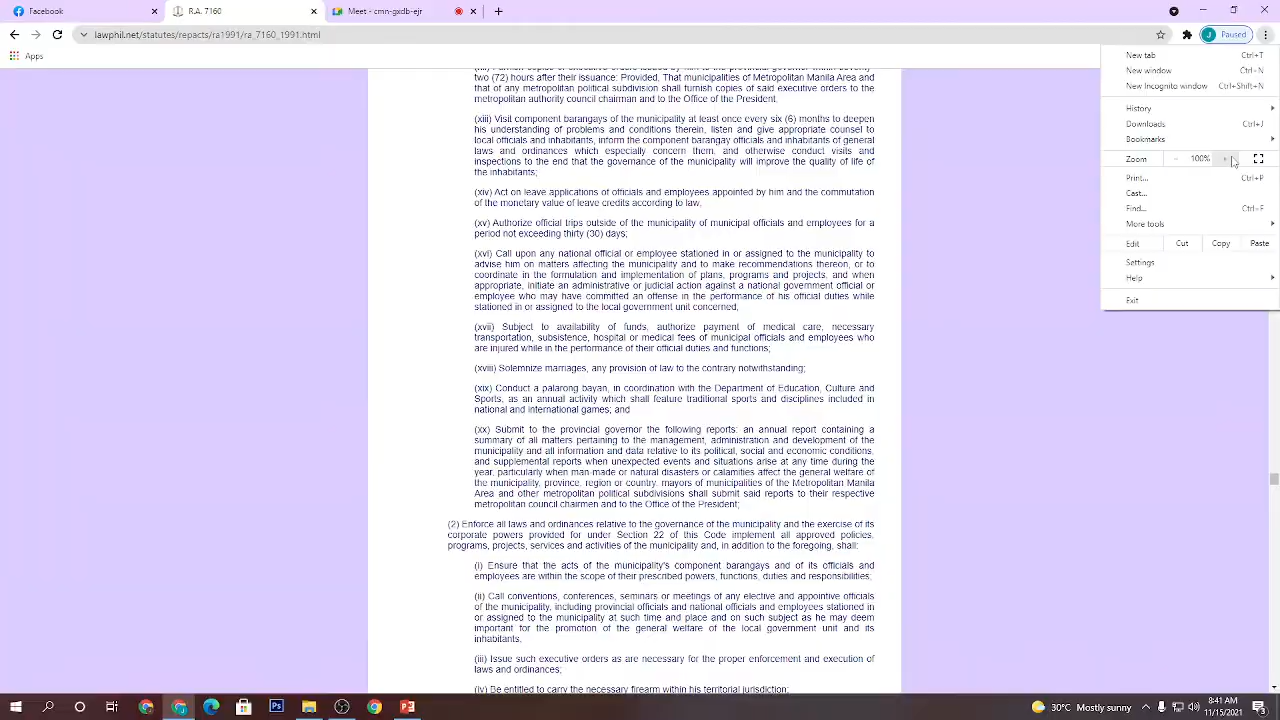 Facebook
R.A. 7160
Meet - cmn-gxdb-ejr
lawphil.net/statutes/repacts/ra1991/ra_7160_1991.html
J Paused
Apps
two (72) hours after their issuance: Provided, That municipalities of Metropolitan Manila Area and
that of any metropolitan political subdivision shall furnish copies of said executive orders to the
metropolitan authority council chairman and to the Office of the President.
(xiii) Visit component barangays of the municipality at least once every six (6) months to deepen
his understanding of problems and conditions therein, listen and give appropriate counsel to
local officials and inhabitants, inform the component barangay officials and inhabitants of general
laws and ordinances which especially concern them, and otherwise conduct visits and
inspections to the end that the governance of the municipality will improve the quality of life of
the inhabitants;
(xiv) Act on leave applications of officials and employees appointed by him and the commutation
of the monetary value of leave credits according to law;
(xv) Authorize official trips outside of the municipality of municipal officials and employees for a
period not exceeding thirty (30) days;
(xvi) Call upon any national official or employee stationed in or assigned to the municipality to
advise him on matters affecting the municipality and to make recommendations thereon, or to
coordinate in the formulation and implementation of plans, programs and projects, and when
appropriate, initiate an administrative or judicial action against a national government official or
employee who may have committed an offense in the performance of his official duties while
stationed in or assigned to the local government unit concerned;
(xvii) Subject to availability of funds, authorize payment of medical care, necessary
transportation, subsistence, hospital or medical fees of municipal officials and employees who
are injured while in the performance of their official duties and functions;
(xviii) Solemnize marriages, any provision of law to the contrary notwithstanding;
(xix) Conduct a palarong bayan, in coordination with the Department of Education, Culture and
Sports, as an annual activity which shall feature traditional sports and disciplines included in
national and international games; and
(xx) Submit to the provincial governor the following reports: an annual report containing a
summary of all matters pertaining to the management, administration and development of the
municipality and all information and data relative to its political, social and economic conditions;
and supplemental reports when unexpected events and situations arise at any time during the
year, particularly when man-made or natural disasters or calamities affect the general welfare of
the municipality, province, region or country. mayors of municipalities of the Metropolitan Manila
Area and other metropolitan political subdivisions shall submit said reports to their respective
metropolitan council chairmen and to the Office of the President;
(2) Enforce all laws and ordinances relative to the governance of the municipality and the exercise of its
corporate powers provided for under Section 22 of this Code implement all approved policies,
programs, projects, services and activities of the municipality and, in addition to the foregoing, shall:
(i) Ensure that the acts of the municipality's component barangays and of its officials and
employees are within the scope of their prescribed powers, functions, duties and responsibilities;
(ii) Call conventions, conferences, seminars or meetings of any elective and appointive officials
of the municipality, including provincial officials and national officials and employees stationed in
or assigned to the municipality at such time and place and on such subject as he may deem
important for the promotion of the general welfare of the local government unit and its
inhabitants;
(iii) Issue such executive orders as are necessary for the proper enforcement and execution of
laws and ordinances;
(iv) Be entitled to carry the necessary firearm within his territorial jurisdiction;
New tab Ctrl+T
New window Ctrl+N
New Incognito window Ctrl+Shift+N
History
Downloads Ctrl+J
Bookmarks
Zoom - 100% +
Print... Ctrl+P
Cast...
Find... Ctrl+F
More tools
Edit Cut Copy Paste
Settings
Help
Exit
30°C Mostly sunny
8:41 AM
11/15/2021